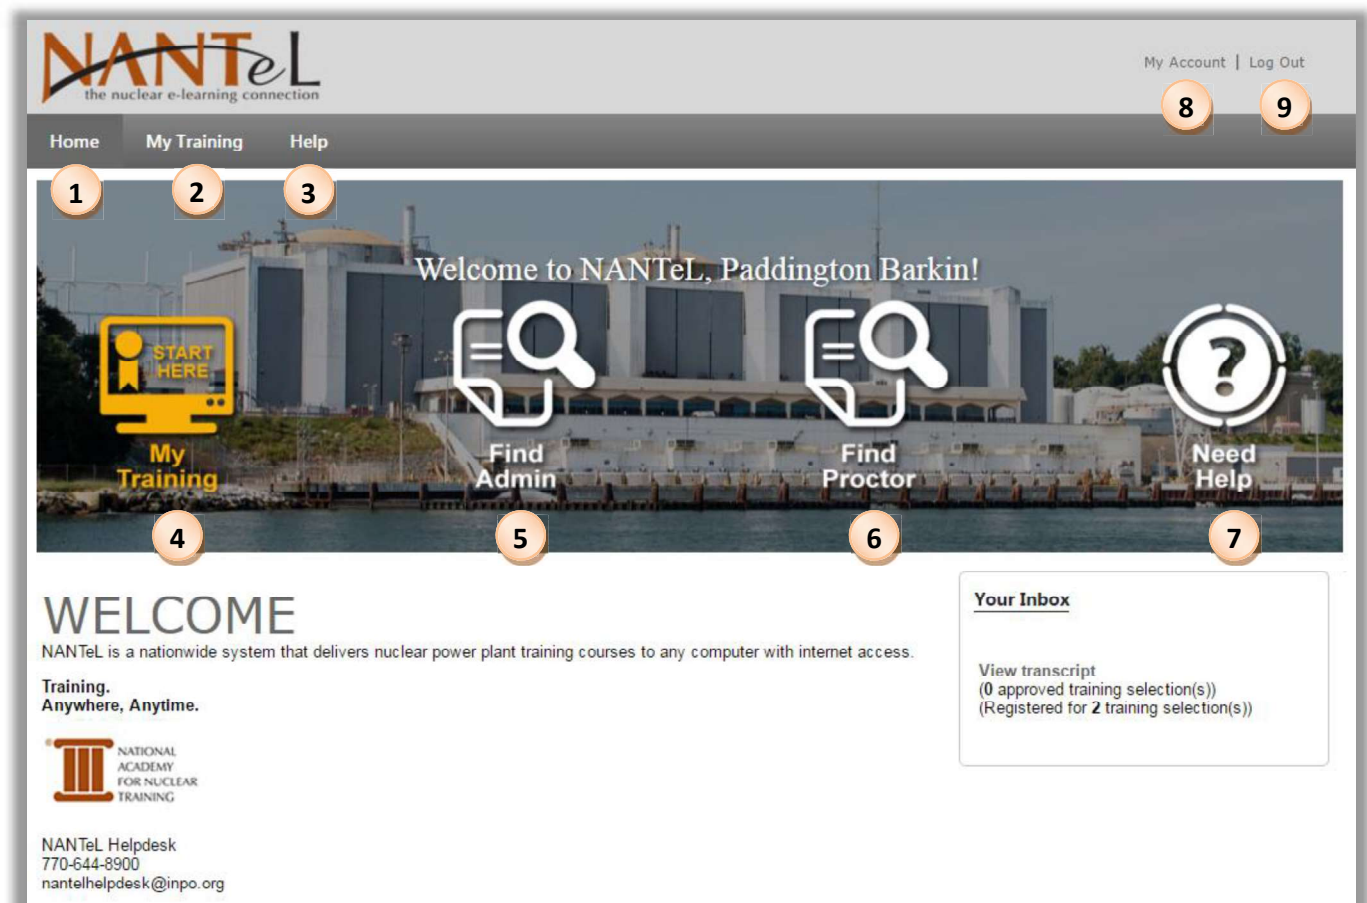 NANTeL
the nuclear e-learning connection
My Account | Log Out
8 9
Home My Training Help
1 2 3
Welcome to NANTeL, Paddington Barkin!
START
HERE
My
Training
Find
Admin
Find
Proctor
?
Need
Help
4 5 6 7
WELCOME
NANTeL is a nationwide system that delivers nuclear power plant training courses to any computer with internet access.
Training.
Anywhere, Anytime.
®
NATIONAL
ACADEMY
FOR NUCLEAR
TRAINING
NANTeL Helpdesk
770-644-8900
nantelhelpdesk@inpo.org
Your Inbox
View transcript
(0 approved training selection(s))
(Registered for 2 training selection(s))